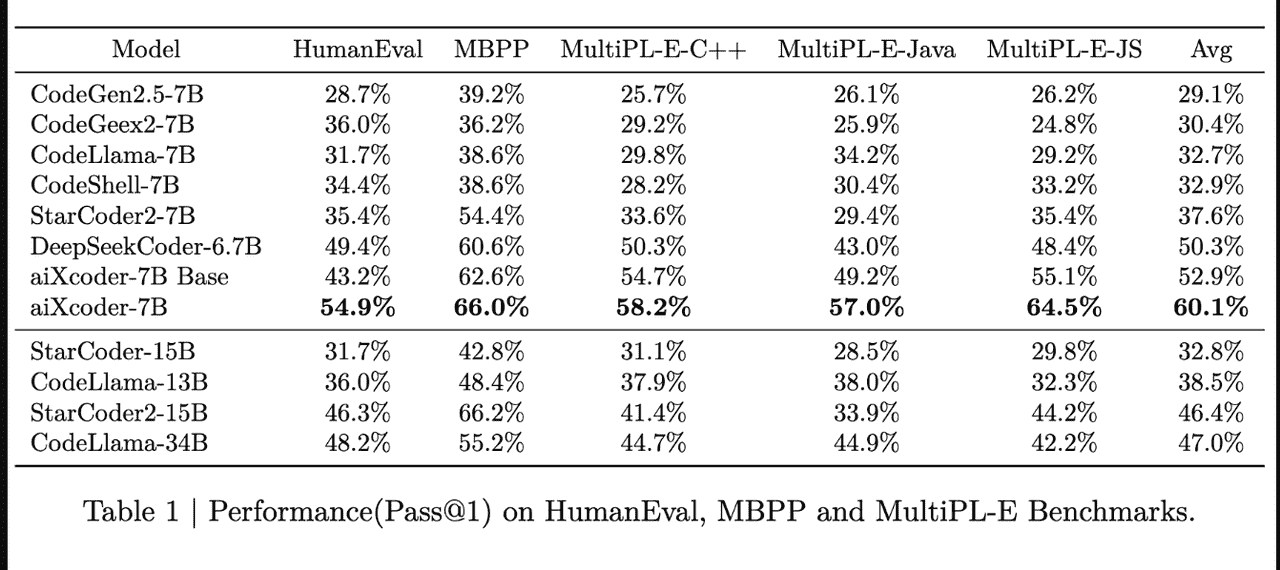 Model HumanEval MBPP MultiPL-E-C++ MultiPL-E-Java MultiPL-E-JS Avg
CodeGen2.5-7B 28.7% 39.2% 25.7% 26.1% 26.2% 29.1%
CodeGeex2-7B 36.0% 36.2% 29.2% 25.9% 24.8% 30.4%
CodeLlama-7B 31.7% 38.6% 29.8% 34.2% 29.2% 32.7%
CodeShell-7B 34.4% 38.6% 28.2% 30.4% 33.2% 32.9%
StarCoder2-7B 35.4% 54.4% 33.6% 29.4% 35.4% 37.6%
DeepSeekCoder-6.7B 49.4% 60.6% 50.3% 43.0% 48.4% 50.3%
aiXcoder-7B Base 43.2% 62.6% 54.7% 49.2% 55.1% 52.9%
aiXcoder-7B 54.9% 66.0% 58.2% 57.0% 64.5% 60.1%
StarCoder-15B 31.7% 42.8% 31.1% 28.5% 29.8% 32.8%
CodeLlama-13B 36.0% 48.4% 37.9% 38.0% 32.3% 38.5%
StarCoder2-15B 46.3% 66.2% 41.4% 33.9% 44.2% 46.4%
CodeLlama-34B 48.2% 55.2% 44.7% 44.9% 42.2% 47.0%
Table 1 | Performance(Pass@1) on HumanEval, MBPP and MultiPL-E Benchmarks.